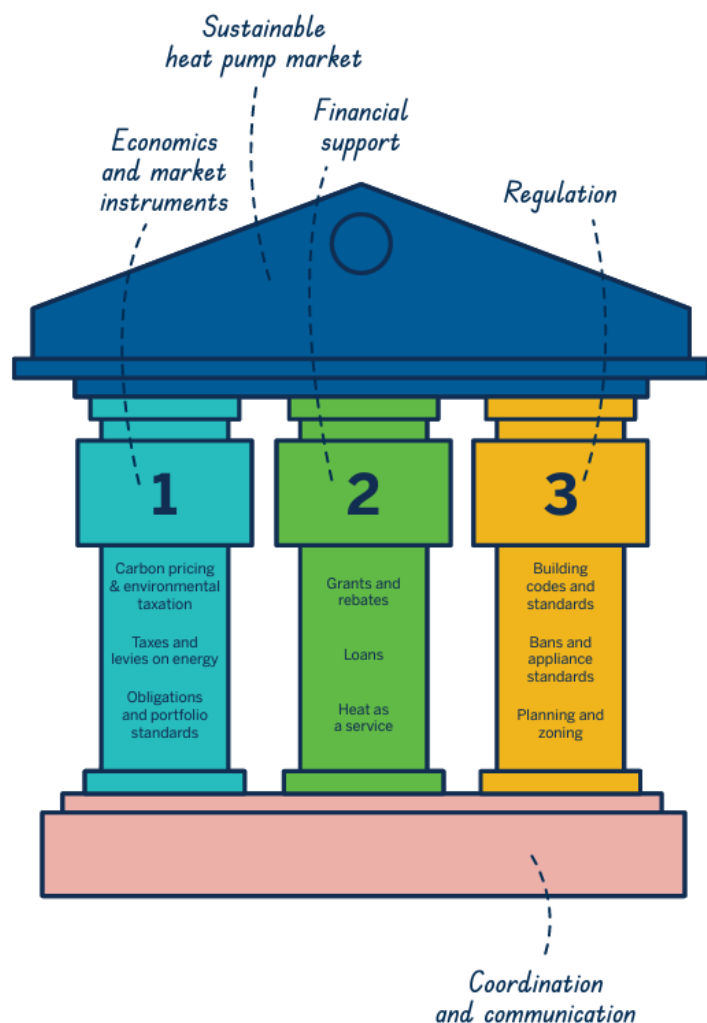 Sustainable
heat pump market
Financial
support
Economics
and market
instruments
Regulation
1
2
3
Carbon pricing
& environmental
taxation
Taxes and
levies on energy
Obligations
and portfolio
standards
Grants and
rebates
Loans
Heat as
a service
Building
codes and
standards
Bans and
appliance
standards
Planning and
zoning
Coordination
and communication